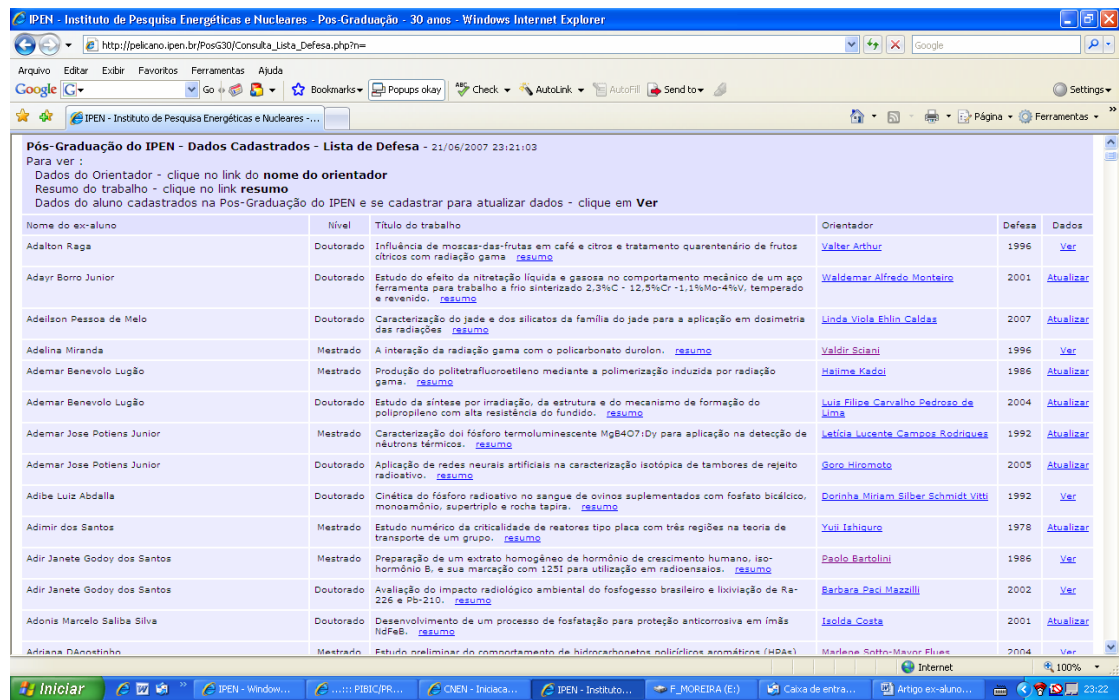 IPEN - Instituto de Pesquisa Energéticas e Nucleares - Pos-Graduação - 30 anos - Windows Internet Explorer
http://pelicano.ipen.br/PosG30/Consulta_Lista_Defesa.php?n=
Google
Arquivo Editar Exibir Favoritos Ferramentas Ajuda
Google G Go Bookmarks Popups okay Check AutoLink AutoFill Send to Settings
IPEN - Instituto de Pesquisa Energéticas e Nucleares -... Página Ferramentas »
Pós-Graduação do IPEN - Dados Cadastrados - Lista de Defesa - 21/06/2007 23:21:03
Para ver :
Dados do Orientador - clique no link do nome do orientador
Resumo do trabalho - clique no link resumo
Dados do aluno cadastrados na Pos-Graduação do IPEN e se cadastrar para atualizar dados - clique em Ver
Nome do ex-aluno Nível Título do trabalho Orientador Defesa Dados
Adalton Raga Doutorado Influência de moscas-das-frutas em café e citros e tratamento quarentenário de frutos Valter Arthur 1996 Ver
cítricos com radiação gama resumo
Adayr Borro Junior Doutorado Estudo do efeito da nitretação líquida e gasosa no comportamento mecânico de um aço Waldemar Alfredo Monteiro 2001 Atualizar
ferramenta para trabalho a frio sinterizado 2,3%C - 12,5%Cr -1,1%Mo-4%V, temperado
e revenido. resumo
Adeilson Pessoa de Melo Doutorado Caracterização do jade e dos silicatos da família do jade para a aplicação em dosimetria Linda Viola Ehlin Caldas 2007 Atualizar
das radiações resumo
Adelina Miranda Mestrado A interação da radiação gama com o policarbonato durolon. resumo Valdir Sciani 1996 Ver
Ademar Benevolo Lugão Mestrado Produção do politetrafluoroetileno mediante a polimerização induzida por radiação Hajime Kadoi 1986 Atualizar
gama. resumo
Ademar Benevolo Lugão Doutorado Estudo da síntese por irradiação, da estrutura e do mecanismo de formação do Luis Filipe Carvalho Pedroso de 2004 Atualizar
polipropileno com alta resistência do fundido. resumo Lima
Ademar Jose Potiens Junior Mestrado Caracterização doi fósforo termoluminescente MgB4O7:Dy para aplicação na detecção de Letícia Lucente Campos Rodrigues 1992 Atualizar
nêutrons térmicos. resumo
Ademar Jose Potiens Junior Doutorado Aplicação de redes neurais artificiais na caracterização isotópica de tambores de rejeito Goro Hiromoto 2005 Atualizar
radioativo. resumo
Adibe Luiz Abdalla Doutorado Cinética do fósforo radioativo no sangue de ovinos suplementados com fosfato bicálcico, Dorinha Miriam Silber Schmidt Vitti 1992 Ver
monoamônio, supertriplo e rocha tapira. resumo
Adimir dos Santos Mestrado Estudo numérico da criticalidade de reatores tipo placa com três regiões na teoria de Yuji Ishiguro 1978 Atualizar
transporte de um grupo. resumo
Adir Janete Godoy dos Santos Mestrado Preparação de um extrato homogêneo de hormônio de crescimento humano, iso- Paolo Bartolini 1986 Ver
hormônio B, e sua marcação com 125I para utilização em radioensaios. resumo
Adir Janete Godoy dos Santos Doutorado Avaliação do impacto radiológico ambiental do fosfogesso brasileiro e lixiviação de Ra- Barbara Paci Mazzilli 2002 Ver
226 e Pb-210. resumo
Adonis Marcelo Saliba Silva Doutorado Desenvolvimento de um processo de fosfatação para proteção anticorrosiva em ímãs Isolda Costa 2001 Atualizar
NdFeB. resumo
Adriana DAgostinho Mestrado Estudo preliminar do comportamento de hidrocarbonetos policíclicos aromáticos (HPAs) Marlene Sotto-Mayor Flues 2004 Ver
Internet 100%
Iniciar » IPEN - Window... ...::: PIBIC/PR... CNEN - Iniciaca... IPEN - Instituto... F_MOREIRA (E:) Caixa de entra... Artigo ex-aluno... 23:22